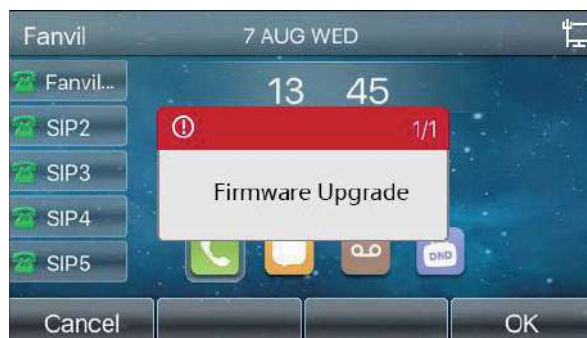 Fanvil 7 AUG WED
Fanvil...
13 45
SIP2
1/1
SIP3
Firmware Upgrade
SIP4
SIP5
DND
Cancel OK